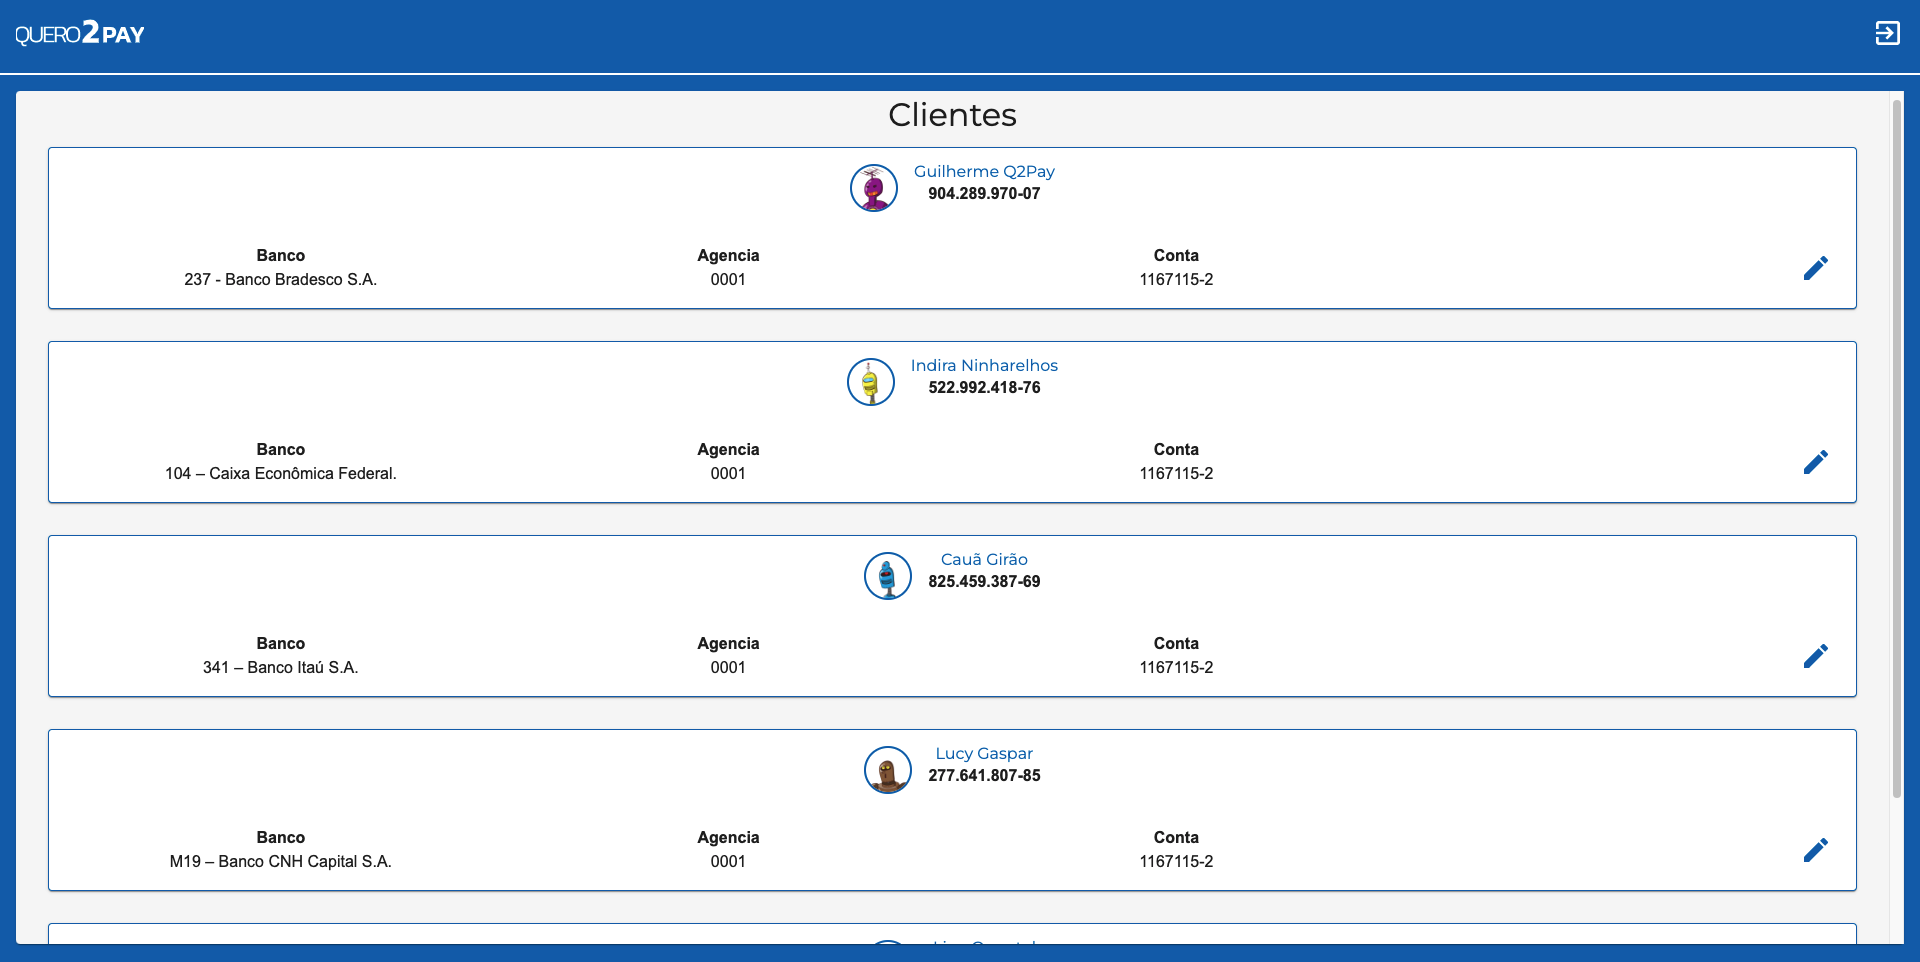 QUERO2PAY
Clientes
Guilherme Q2Pay
904.289.970-07
Banco Agencia Conta
237 - Banco Bradesco S.A. 0001 1167115-2
Indira Ninharelhos
522.992.418-76
Banco Agencia Conta
104 – Caixa Econômica Federal. 0001 1167115-2
Cauã Girão
825.459.387-69
Banco Agencia Conta
341 – Banco Itaú S.A. 0001 1167115-2
Lucy Gaspar
277.641.807-85
Banco Agencia Conta
M19 – Banco CNH Capital S.A. 0001 1167115-2